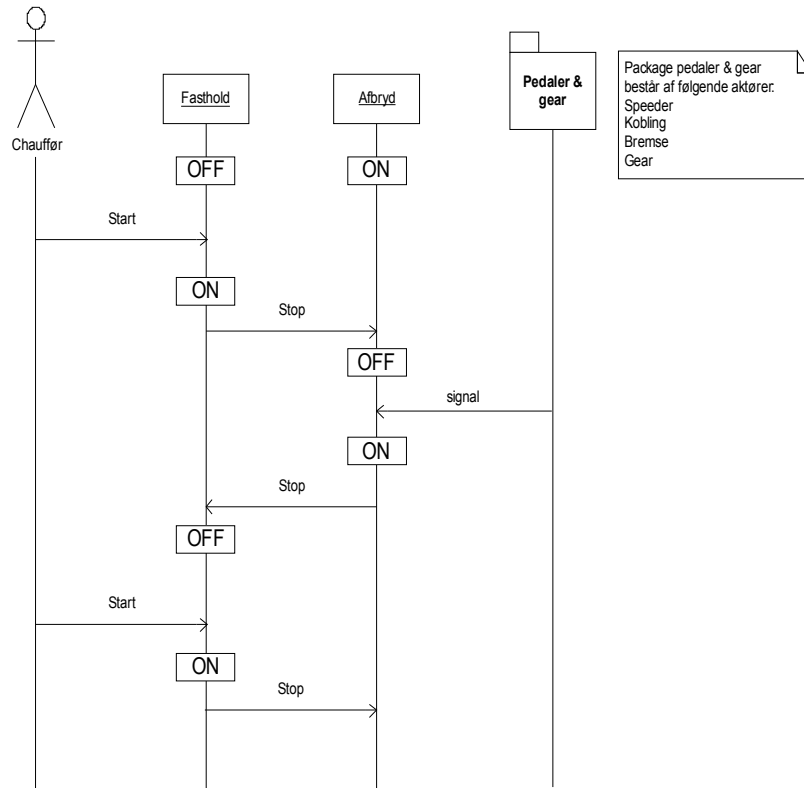 Chauffør
Fasthold
Afbryd
Pedaler &
gear
Package pedaler & gear
består af følgende aktører:
Speeder
Kobling
Bremse
Gear
OFF
ON
Start
ON
Stop
OFF
signal
ON
Stop
OFF
Start
ON
Stop